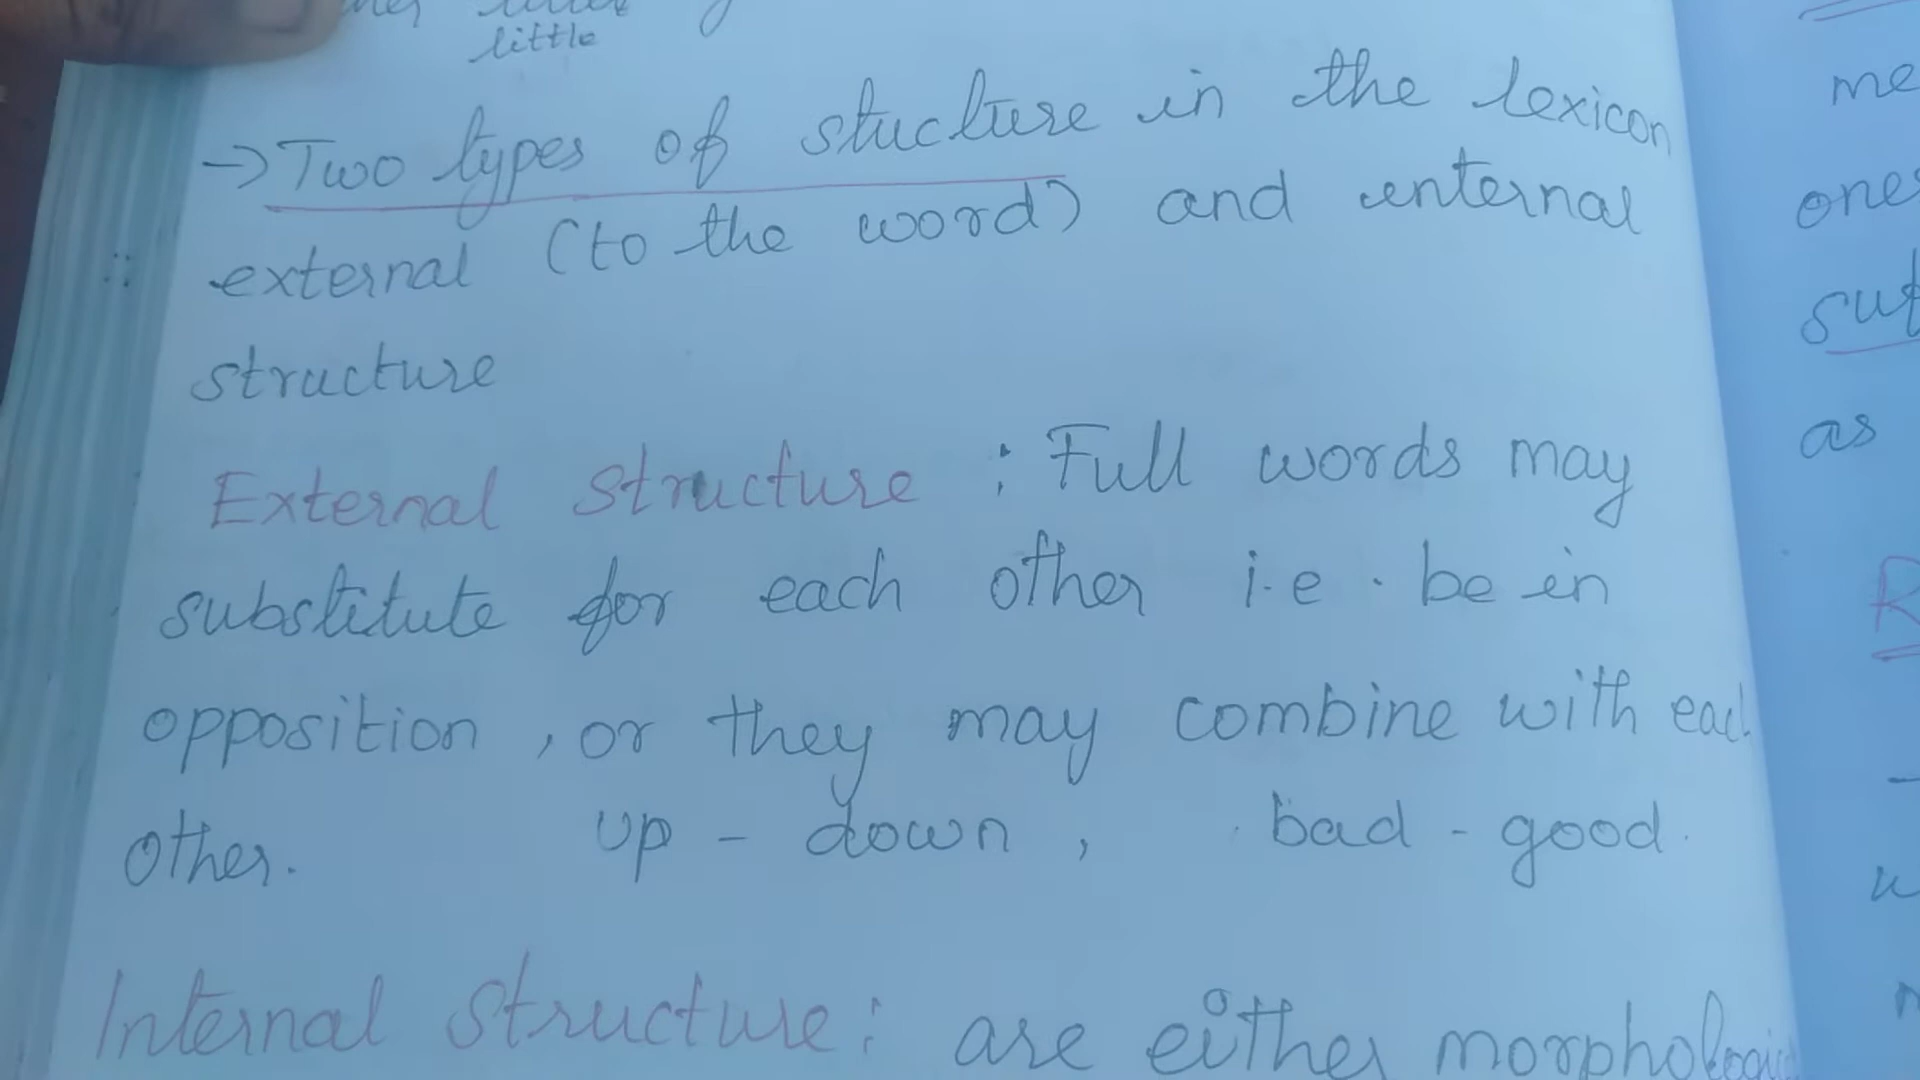 little
→ Two types of stucture in the lexicon
external (to the word) and internal
structure
External structure : Full words may
substitute for each other i.e. be in
opposition, or they may combine with each
other. up - down, bad - good.
Internal structure : are either morphologic
me
one
as